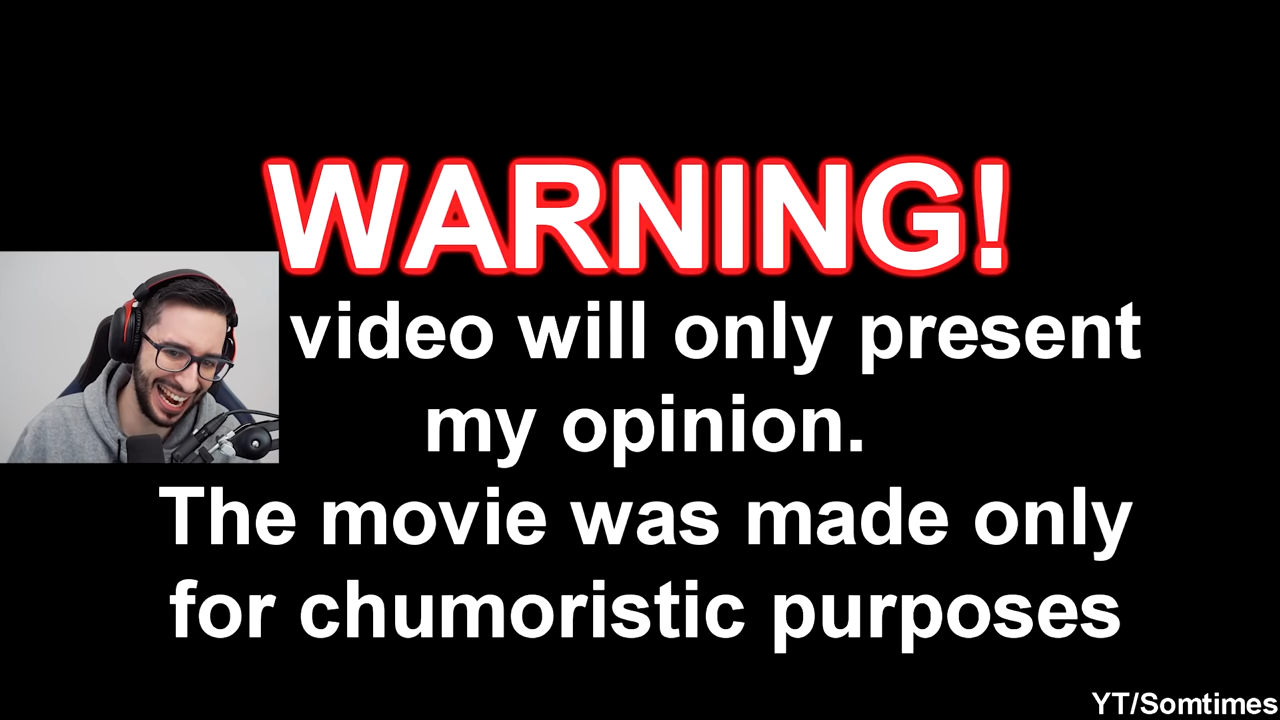 WARNING!
video will only present
my opinion.
The movie was made only
for chumoristic purposes
YT/Somtimes